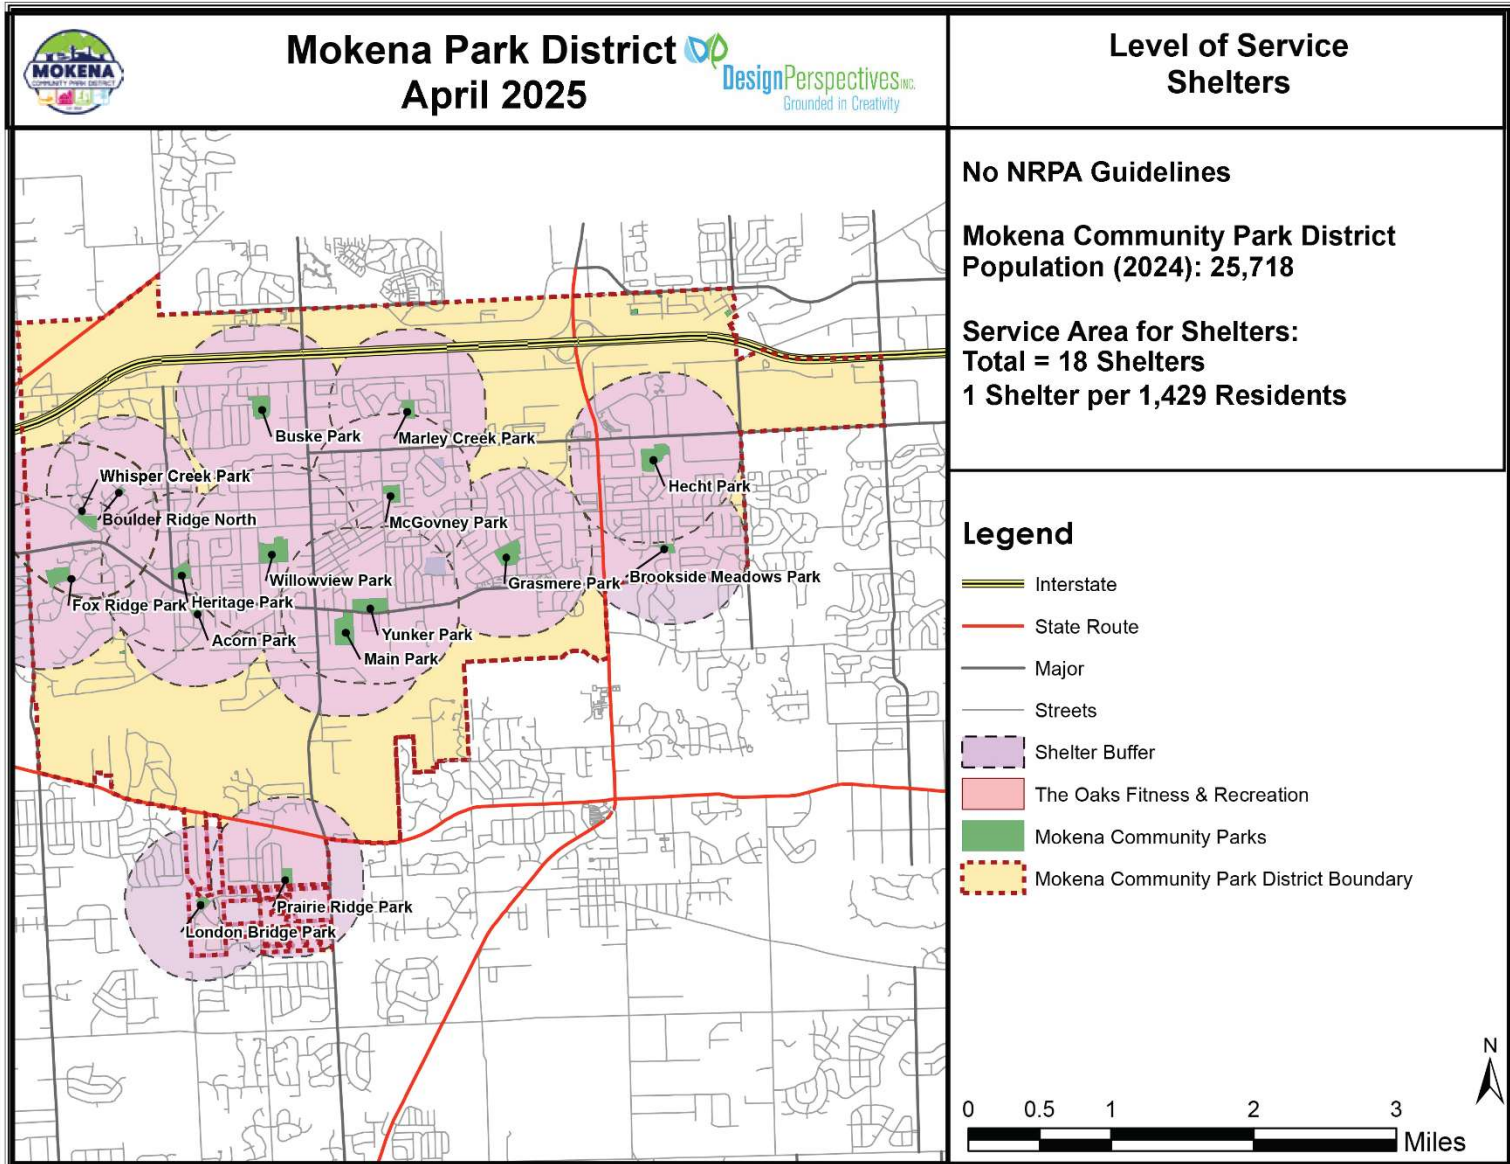 MOKENA
COMMUNITY PARK DISTRICT
Mokena Park District
April 2025
DesignPerspectives INC.
Grounded in Creativity
Level of Service
Shelters
No NRPA Guidelines
Mokena Community Park District
Population (2024): 25,718
Service Area for Shelters:
Total = 18 Shelters
1 Shelter per 1,429 Residents
Buske Park
Marley Creek Park
Whisper Creek Park
Hecht Park
Boulder Ridge North
McGovney Park
Willowview Park
Grasmere Park
Brookside Meadows Park
Fox Ridge Park
Heritage Park
Acorn Park
Yunker Park
Main Park
Prairie Ridge Park
London Bridge Park
Legend
Interstate
State Route
Major
Streets
Shelter Buffer
The Oaks Fitness & Recreation
Mokena Community Parks
Mokena Community Park District Boundary
N
0 0.5 1 2 3
Miles